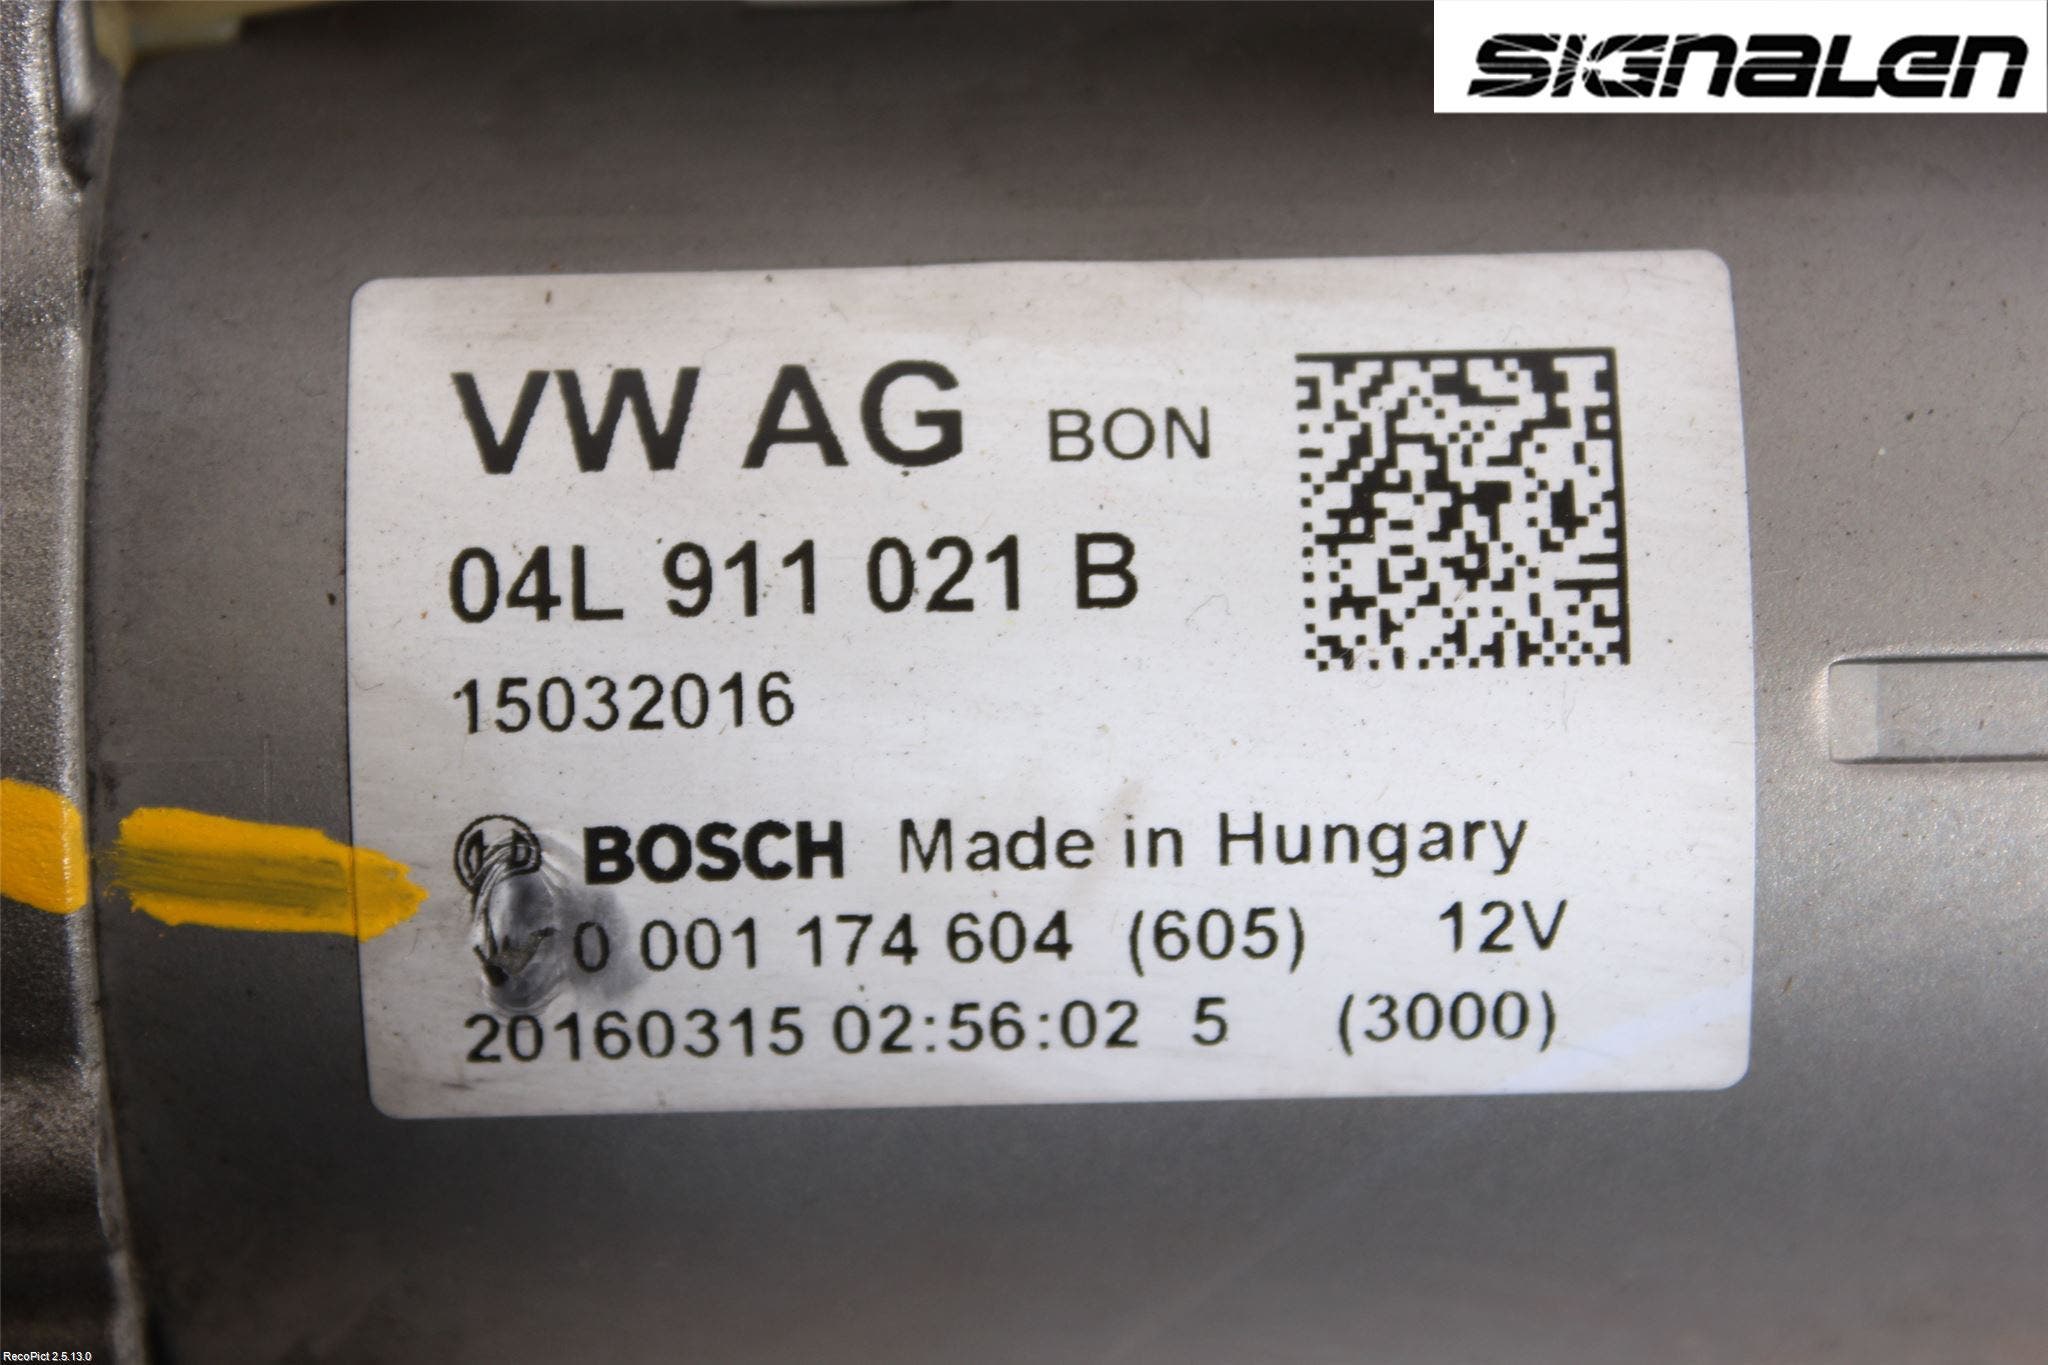 SIGNALEN
VW AG BON
04L 911 021 B
15032016
BOSCH Made in Hungary
0 001 174 604 (605) 12V
20160315 02:56:02 5 (3000)
RecoPict 2.5.13.0